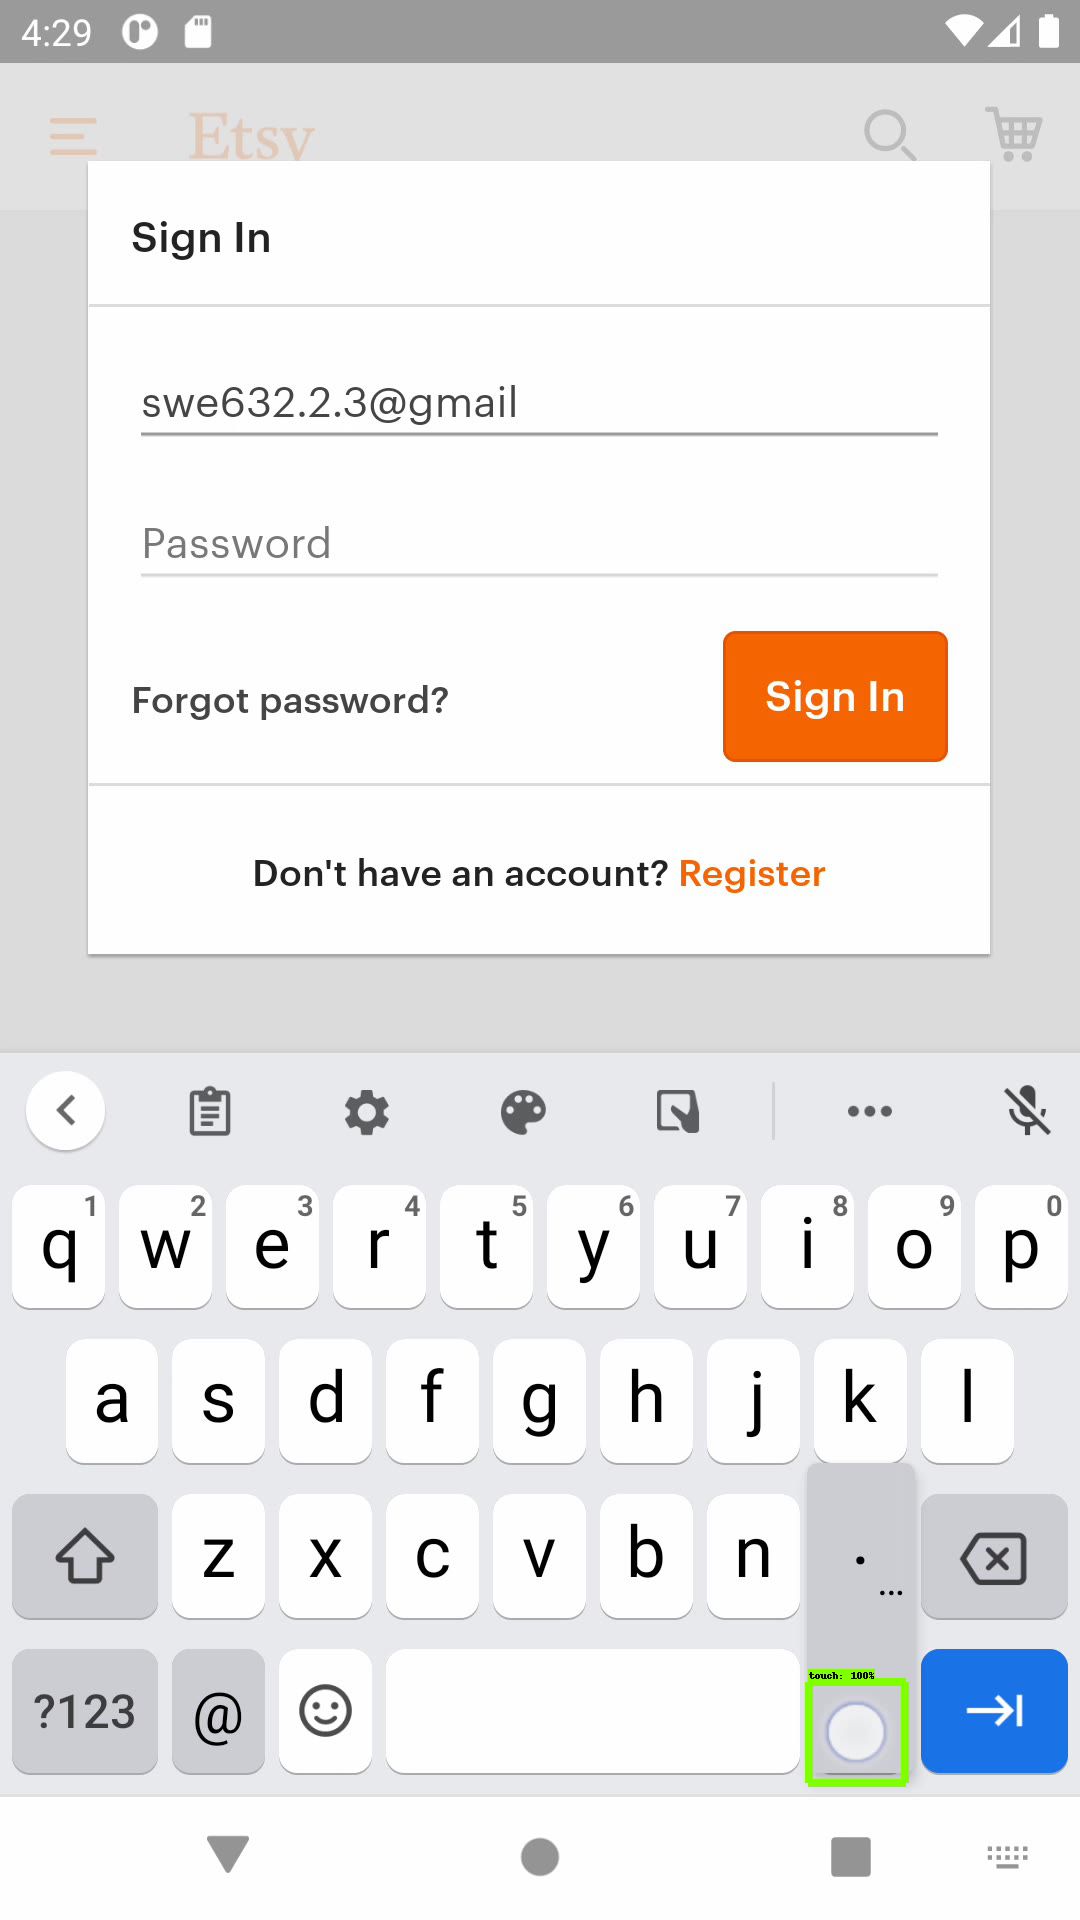 4:29
Etsy
Sign In
swe632.2.3@gmail
Password
Forgot password?
Sign In
Don't have an account? Register
1 2 3 4 5 6 7 8 9 0
q w e r t y u i o p
a s d f g h j k l
z x c v b n .
...
touch: 100%
?123 @